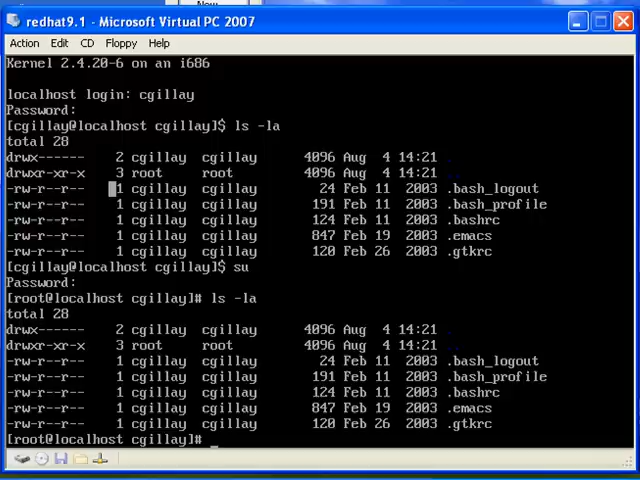 New
redhat9.1 - Microsoft Virtual PC 2007
Action Edit CD Floppy Help
Kernel 2.4.20-6 on an i686
localhost login: cgillay
Password:
[cgillay@localhost cgillay]$ ls -la
total 28
drwx------ 2 cgillay cgillay 4096 Aug 4 14:21 .
drwxr-xr-x 3 root root 4096 Aug 4 14:21 ..
-rw-r--r-- 1 cgillay cgillay 24 Feb 11 2003 .bash_logout
-rw-r--r-- 1 cgillay cgillay 191 Feb 11 2003 .bash_profile
-rw-r--r-- 1 cgillay cgillay 124 Feb 11 2003 .bashrc
-rw-r--r-- 1 cgillay cgillay 847 Feb 19 2003 .emacs
-rw-r--r-- 1 cgillay cgillay 120 Feb 26 2003 .gtkrc
[cgillay@localhost cgillay]$ su
Password:
[root@localhost cgillay]# ls -la
total 28
drwx------ 2 cgillay cgillay 4096 Aug 4 14:21 .
drwxr-xr-x 3 root root 4096 Aug 4 14:21 ..
-rw-r--r-- 1 cgillay cgillay 24 Feb 11 2003 .bash_logout
-rw-r--r-- 1 cgillay cgillay 191 Feb 11 2003 .bash_profile
-rw-r--r-- 1 cgillay cgillay 124 Feb 11 2003 .bashrc
-rw-r--r-- 1 cgillay cgillay 847 Feb 19 2003 .emacs
-rw-r--r-- 1 cgillay cgillay 120 Feb 26 2003 .gtkrc
[root@localhost cgillay]# _